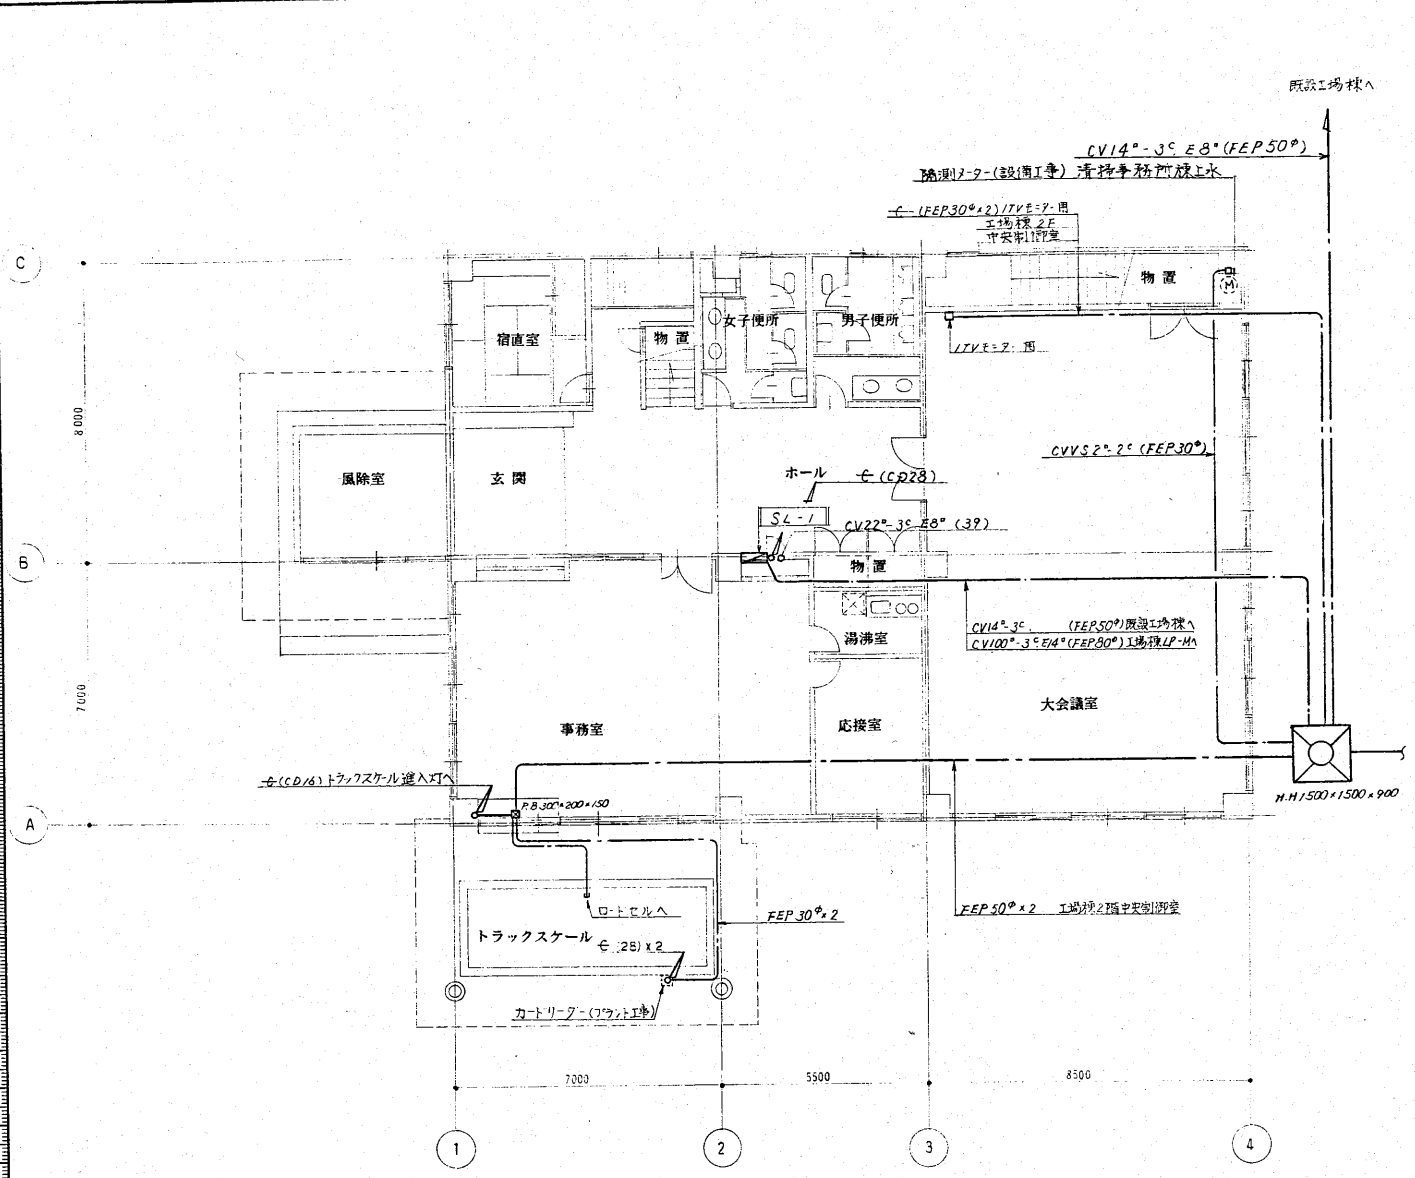 既設工場棟へ
CV14□-3C E8□(FEP50φ)
隔測メーター(設備工事) 清掃事務所棟上水
(FEP30φ×2) ITVモニター用
工場棟2F
中央制御室
C
物置
M
女子便所
男子便所
宿直室
物置
ITVモニター用
8000
CVVS2□-2C (FEP30φ)
風除室
玄関
ホール
(CD28)
SL-1
CV22□-3C E8□ (39)
B
物置
湯沸室
CV14□-3C (FEP50φ)既設工場棟へ
CV100□-3C E14□(FEP80φ)工場棟LP-Mへ
7000
大会議室
事務室
応接室
(CD16)トラックスケール進入灯へ
P.B 300×200×150
H.H 1500×1500×900
A
ロードセルへ
FEP30φ×2
FEP50φ×2 工場棟2階中央制御室
トラックスケール
(28)×2
カードリーダー(プラント工事)
7000
5500
8500
1
2
3
4